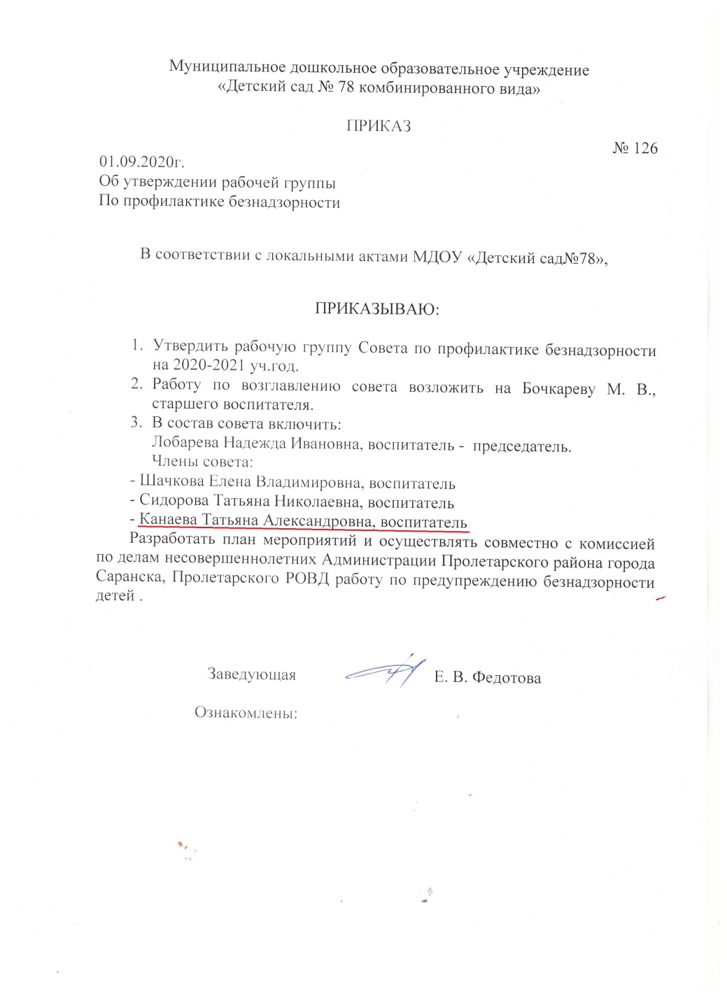 Муниципальное дошкольное образовательное учреждение
«Детский сад № 78 комбинированного вида»
ПРИКАЗ
№ 126
01.09.2020г.
Об утверждении рабочей группы
По профилактике безнадзорности
В соответствии с локальными актами МДОУ «Детский сад№78»,
ПРИКАЗЫВАЮ:
1. Утвердить рабочую группу Совета по профилактике безнадзорности
на 2020-2021 уч.год.
2. Работу по возглавлению совета возложить на Бочкареву М. В.,
старшего воспитателя.
3. В состав совета включить:
Лобарева Надежда Ивановна, воспитатель - председатель.
Члены совета:
- Шачкова Елена Владимировна, воспитатель
- Сидорова Татьяна Николаевна, воспитатель
- Канаева Татьяна Александровна, воспитатель
Разработать план мероприятий и осуществлять совместно с комиссией
по делам несовершеннолетних Администрации Пролетарского района города
Саранска, Пролетарского РОВД работу по предупреждению безнадзорности
детей .
Заведующая Е. В. Федотова
Ознакомлены: